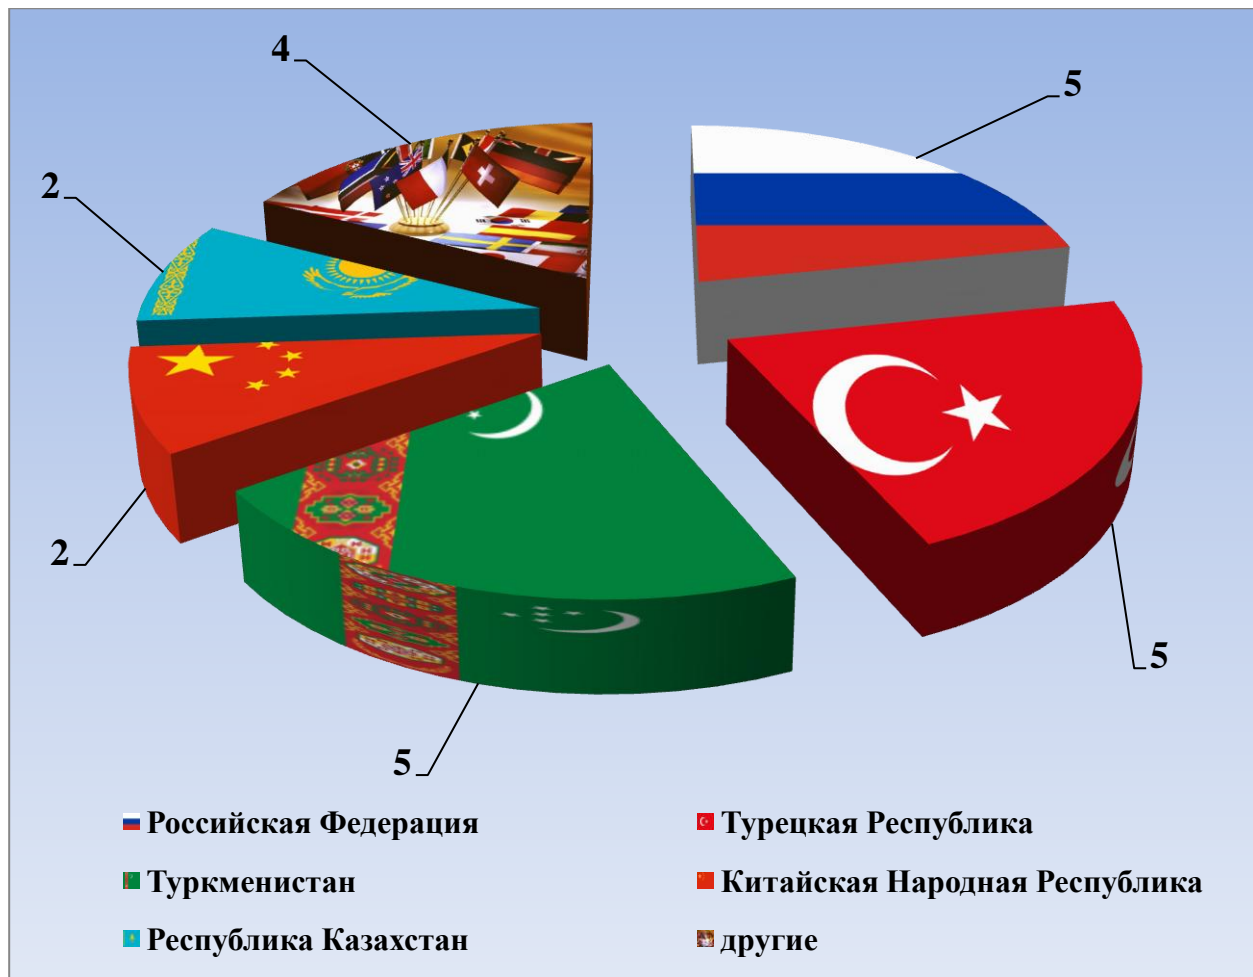 4
5
2
2
5
5
Российская Федерация
Турецкая Республика
Туркменистан
Китайская Народная Республика
Республика Казахстан
другие